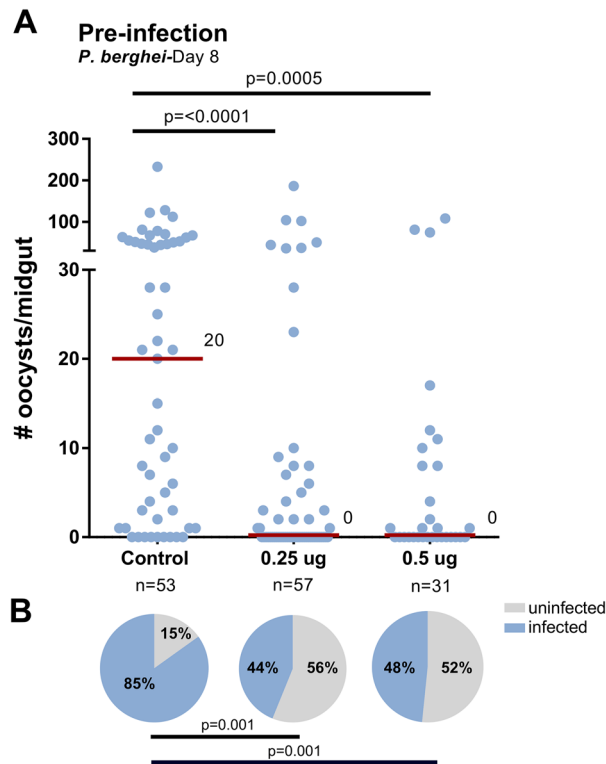 A
Pre-infection
P. berghei-Day 8
p=0.0005
p=<0.0001
# oocysts/midgut
300
200
100
30
20
10
0
20
0
0
Control
0.25 ug
0.5 ug
n=53
n=57
n=31
B
uninfected
infected
15%
85%
44%
56%
48%
52%
p=0.001
p=0.001